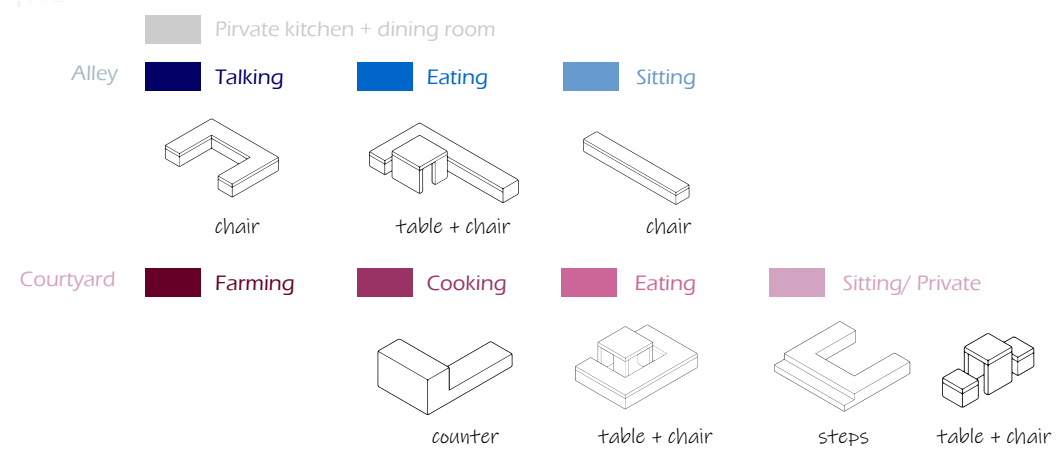 Pirvate kitchen + dining room
Alley Talking Eating Sitting
chair table + chair chair
Courtyard Farming Cooking Eating Sitting/ Private
counter table + chair steps table + chair